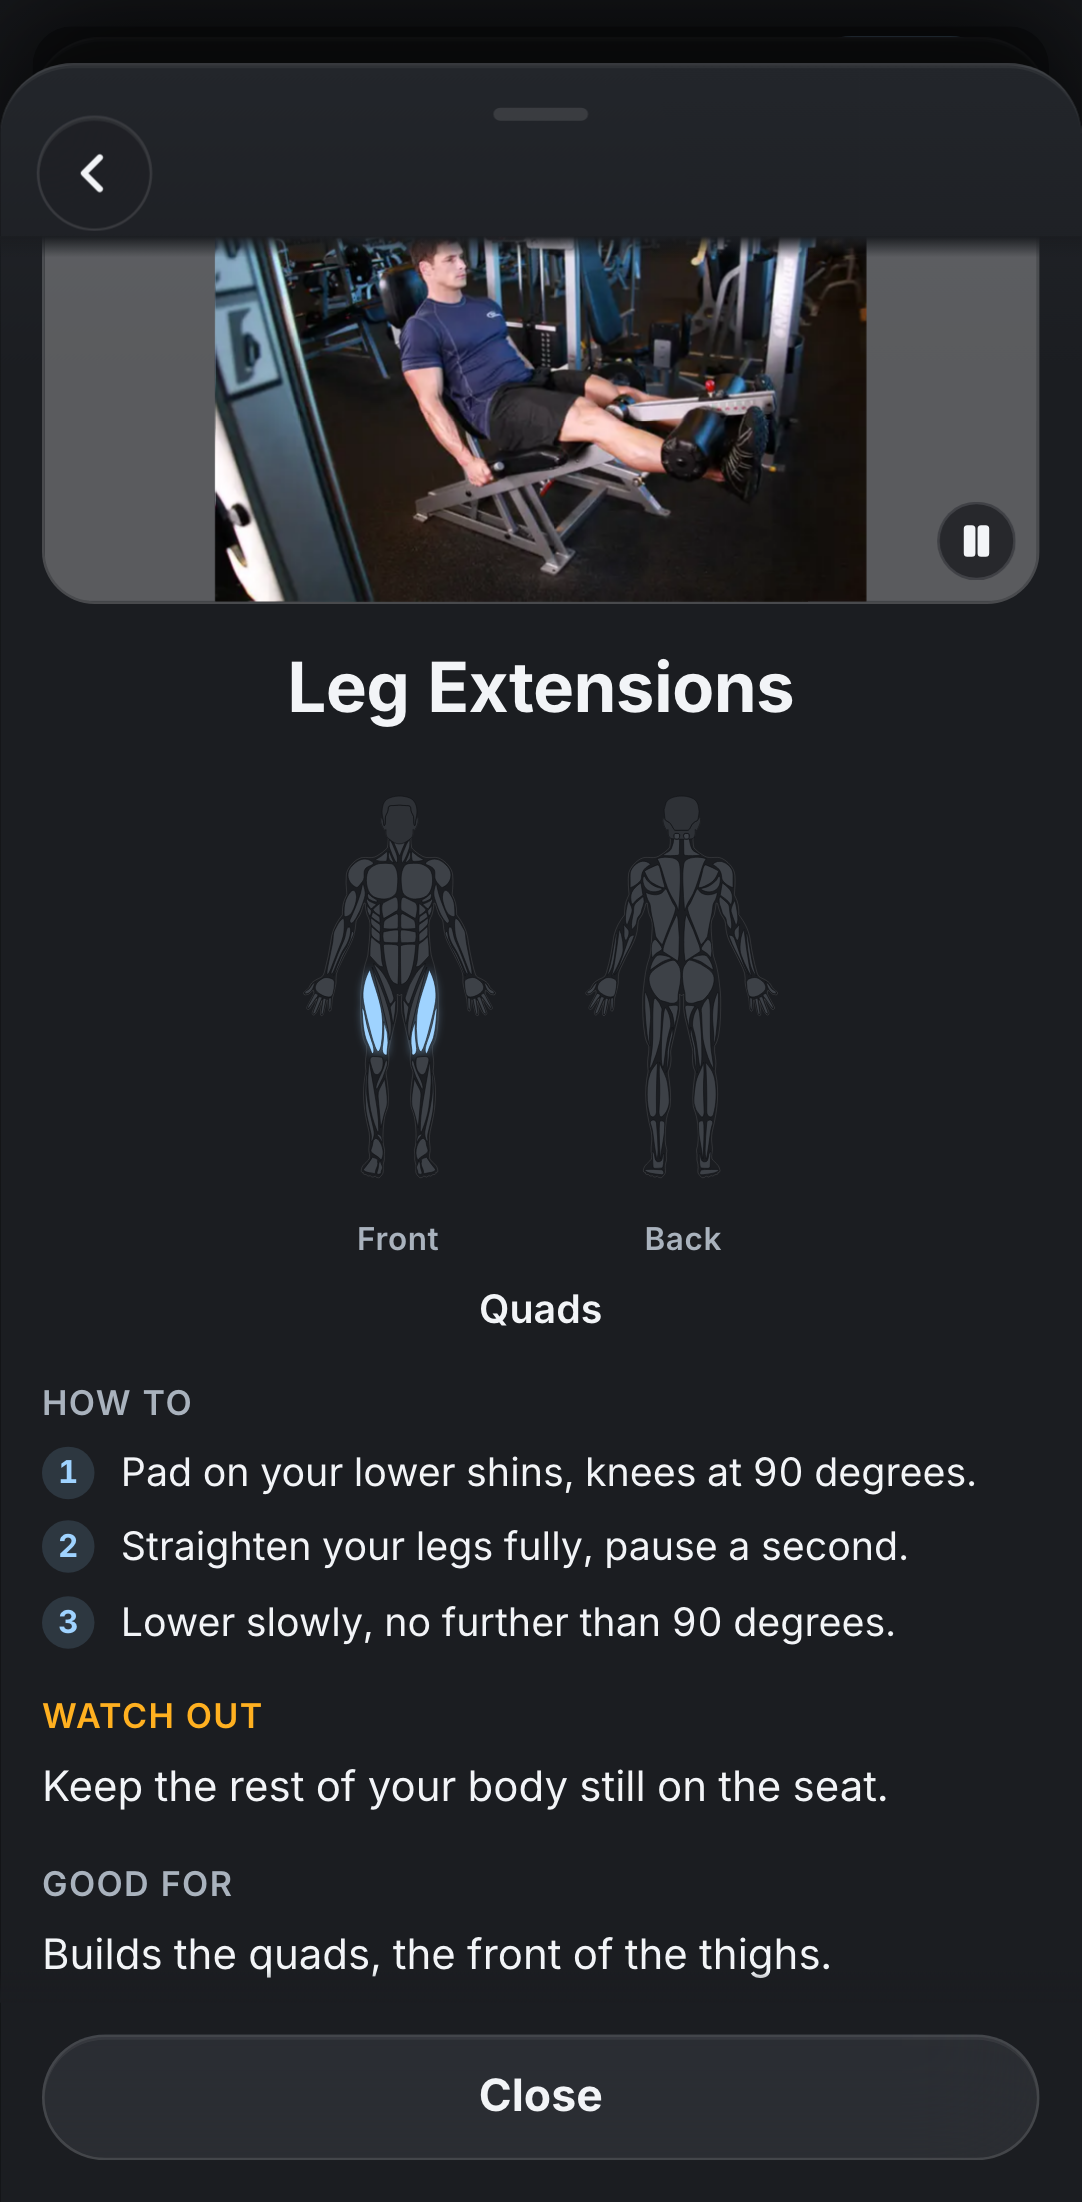 Leg Extensions
Front
Back
Quads
HOW TO
1 Pad on your lower shins, knees at 90 degrees.
2 Straighten your legs fully, pause a second.
3 Lower slowly, no further than 90 degrees.
WATCH OUT
Keep the rest of your body still on the seat.
GOOD FOR
Builds the quads, the front of the thighs.
Close